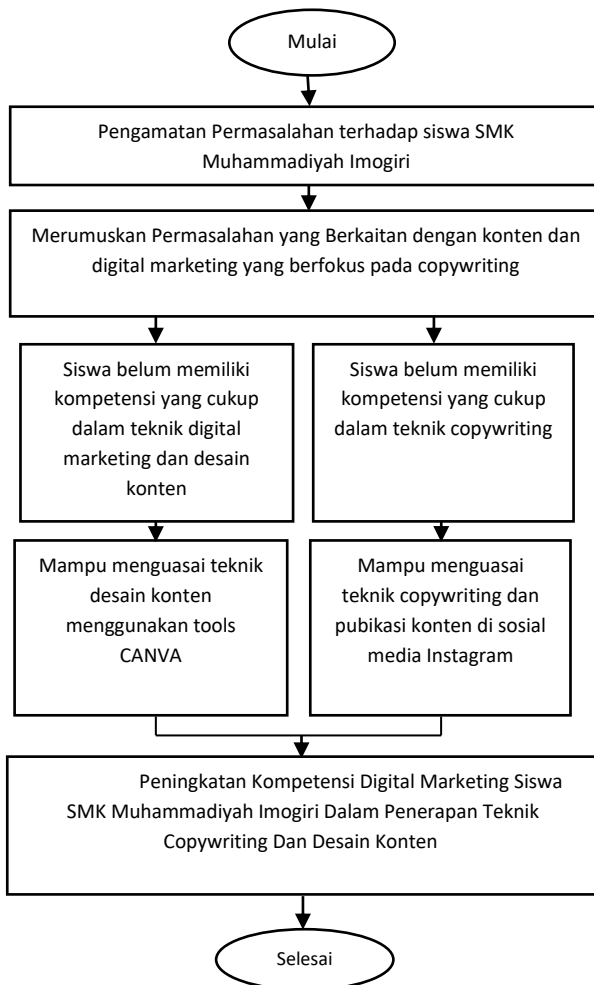 Mulai
Pengamatan Permasalahan terhadap siswa SMK
Muhammadiyah Imogiri
Merumuskan Permasalahan yang Berkaitan dengan konten dan
digital marketing yang berfokus pada copywriting
Siswa belum memiliki
kompetensi yang cukup
dalam teknik digital
marketing dan desain
konten
Siswa belum memiliki
kompetensi yang cukup
dalam teknik copywriting
Mampu menguasai teknik
desain konten
menggunakan tools
CANVA
Mampu menguasai
teknik copywriting dan
pubikasi konten di sosial
media Instagram
Peningkatan Kompetensi Digital Marketing Siswa
SMK Muhammadiyah Imogiri Dalam Penerapan Teknik
Copywriting Dan Desain Konten
Selesai